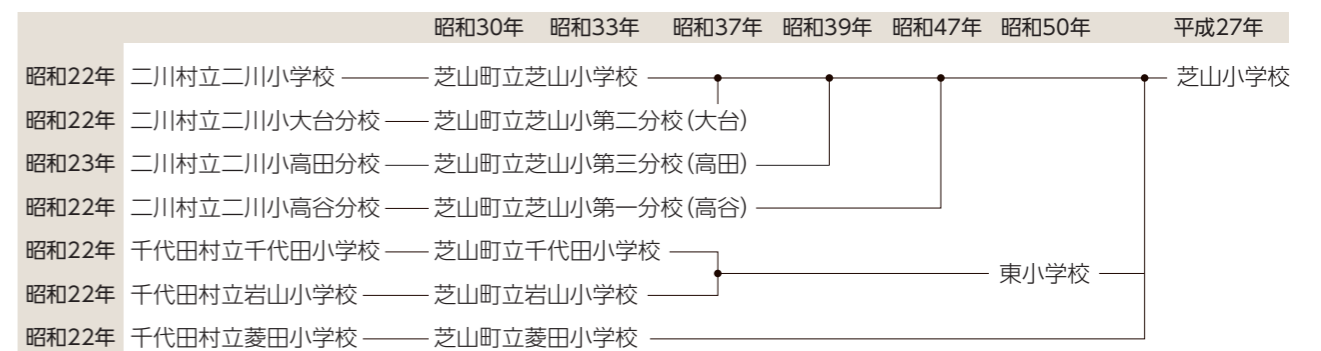 昭和30年 昭和33年 昭和37年 昭和39年 昭和47年 昭和50年 平成27年
昭和22年 二川村立二川小学校 芝山町立芝山小学校 芝山小学校
昭和22年 二川村立二川小大台分校 芝山町立芝山小第二分校(大台)
昭和23年 二川村立二川小高田分校 芝山町立芝山小第三分校(高田)
昭和22年 二川村立二川小高谷分校 芝山町立芝山小第一分校(高谷)
昭和22年 千代田村立千代田小学校 芝山町立千代田小学校
東小学校
昭和22年 千代田村立岩山小学校 芝山町立岩山小学校
昭和22年 千代田村立菱田小学校 芝山町立菱田小学校